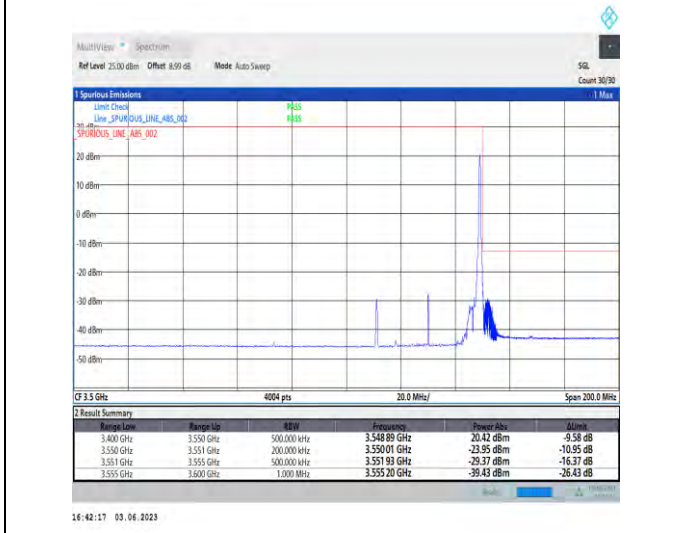 MultiView Spectrum
Ref Level 25.00 dBm Offset 8.99 dB Mode Auto Sweep SGL
Count 30/30
1 Spurious Emissions 1 Max
Limit Check PASS
Line _SPURIOUS_LINE_ABS_002 PASS
_SPURIOUS_LINE_ABS_002
20 dBm
10 dBm
0 dBm
-10 dBm
-20 dBm
-30 dBm
-40 dBm
-50 dBm
CF 3.5 GHz 4004 pts 20.0 MHz/ Span 200.0 MHz
2 Result Summary
Range Low Range Up RBW Frequency Power Abs ΔLimit
3.400 GHz 3.550 GHz 500.000 kHz 3.548 89 GHz 20.42 dBm -9.58 dB
3.550 GHz 3.551 GHz 200.000 kHz 3.550 01 GHz -23.95 dBm -10.95 dB
3.551 GHz 3.555 GHz 500.000 kHz 3.551 93 GHz -29.37 dBm -16.37 dB
3.555 GHz 3.600 GHz 1.000 MHz 3.555 20 GHz -39.43 dBm -26.43 dB
16:42:17 03.06.2023